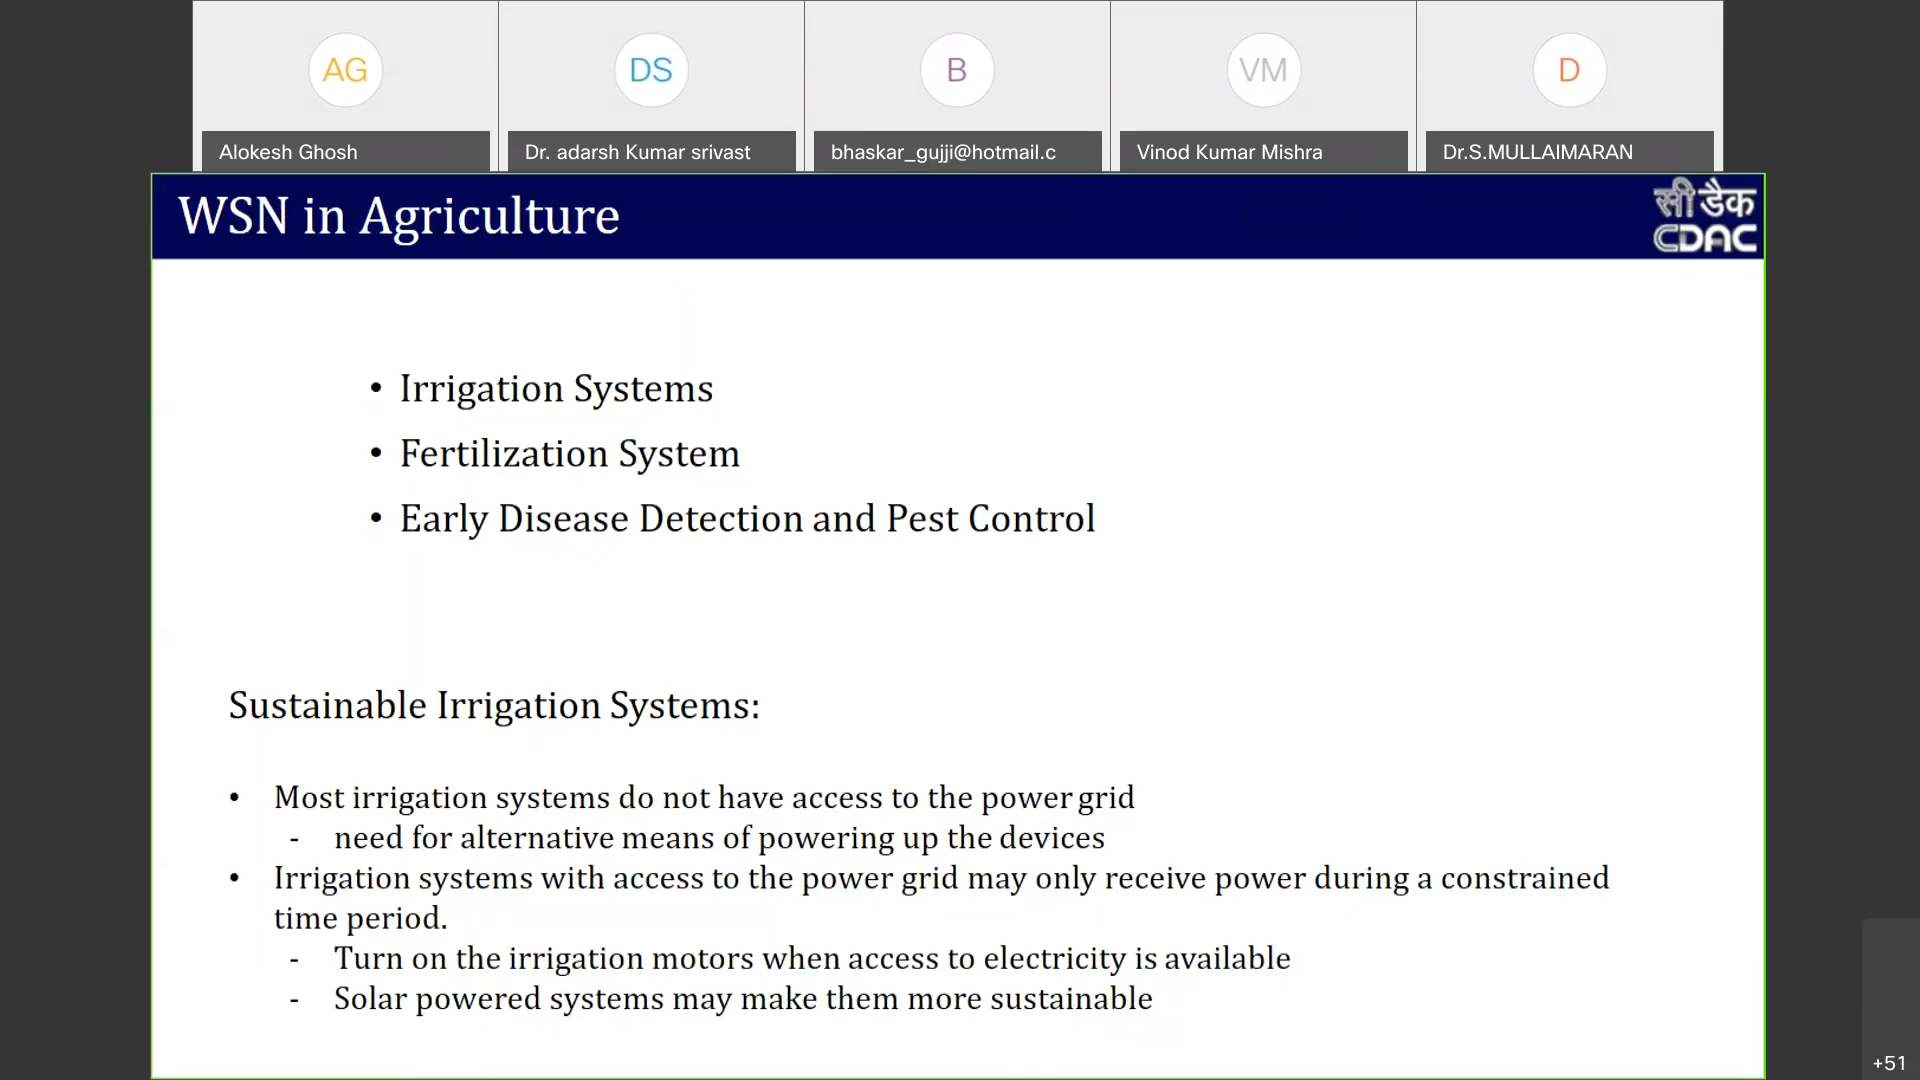 AG
DS
B
VM
D
Alokesh Ghosh
Dr. adarsh Kumar srivast
bhaskar_gujji@hotmail.c
Vinod Kumar Mishra
Dr.S.MULLAIMARAN
WSN in Agriculture
सी डैक
CDAC
• Irrigation Systems
• Fertilization System
• Early Disease Detection and Pest Control
Sustainable Irrigation Systems:
• Most irrigation systems do not have access to the power grid
- need for alternative means of powering up the devices
• Irrigation systems with access to the power grid may only receive power during a constrained
time period.
- Turn on the irrigation motors when access to electricity is available
- Solar powered systems may make them more sustainable
+51